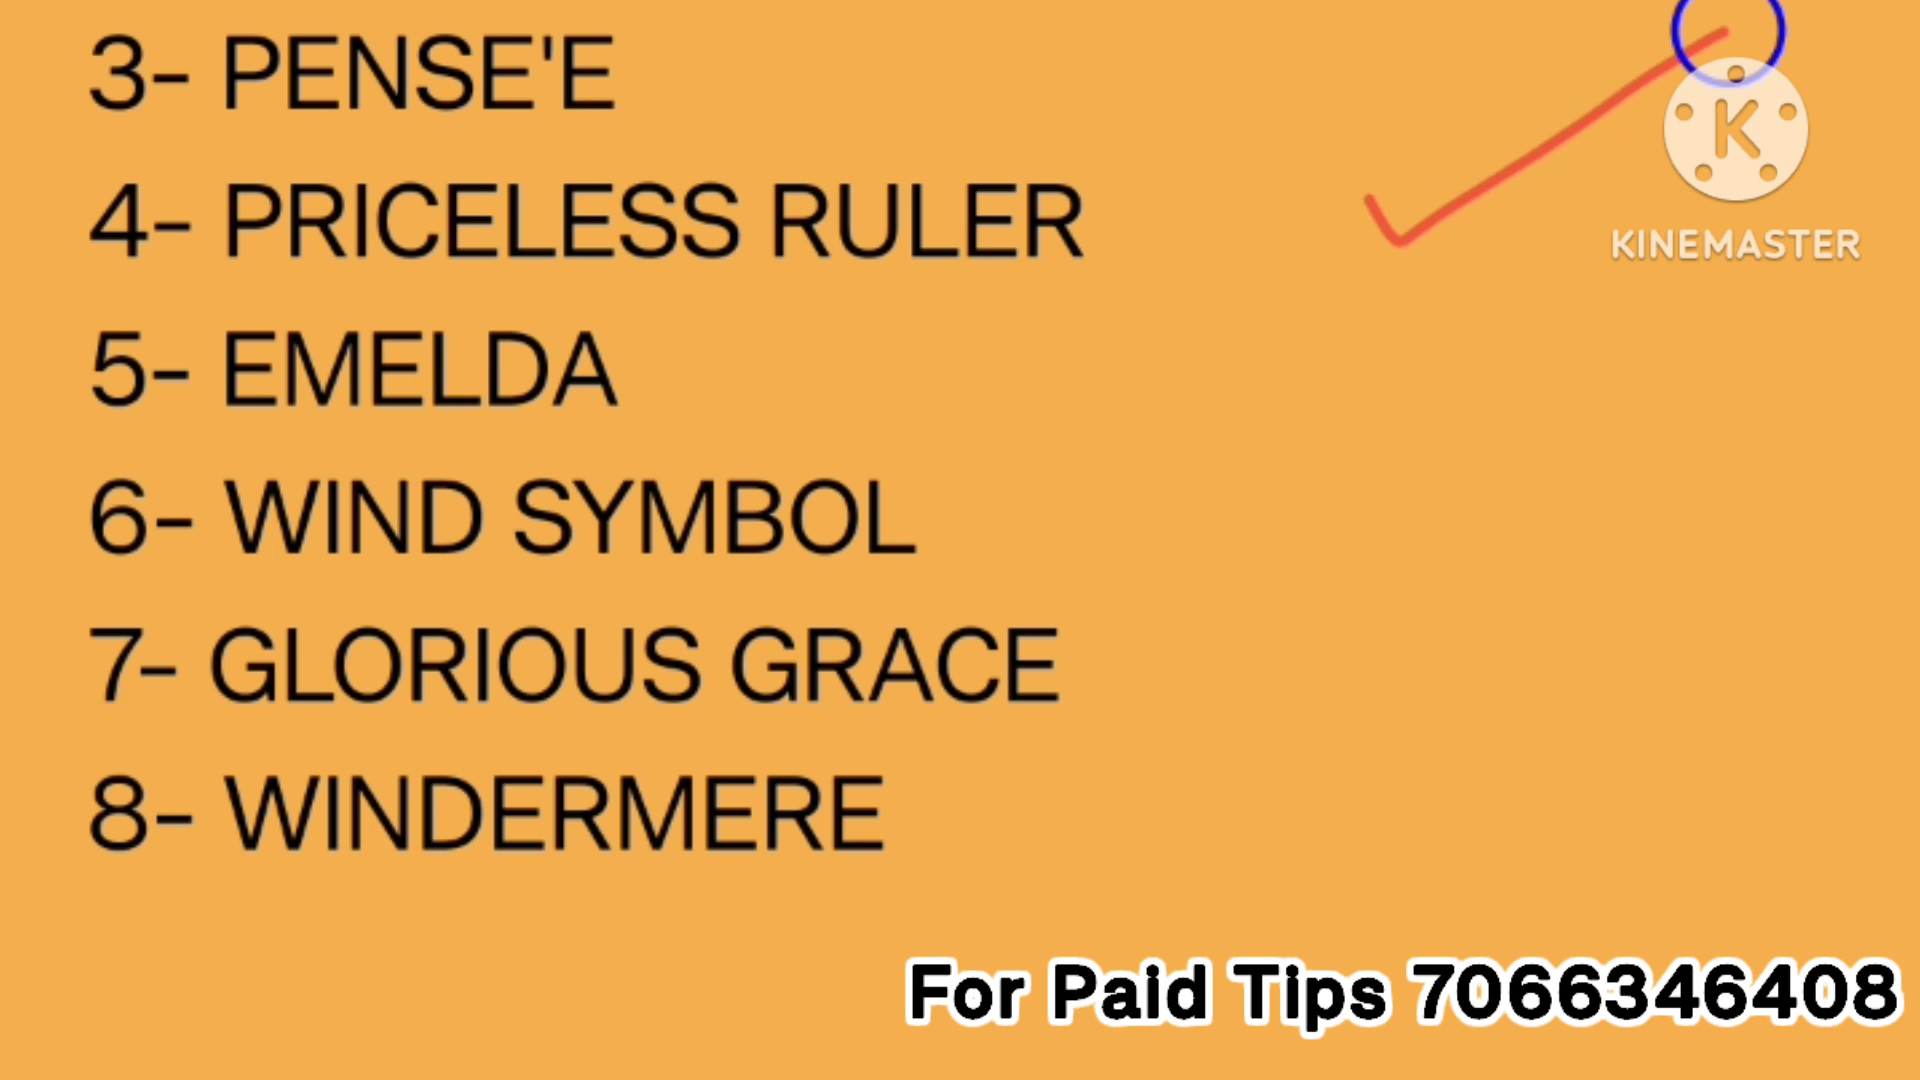 3- PENSE'E
4- PRICELESS RULER
K
KINEMASTER
5- EMELDA
6- WIND SYMBOL
7- GLORIOUS GRACE
8- WINDERMERE
For Paid Tips 7066346408